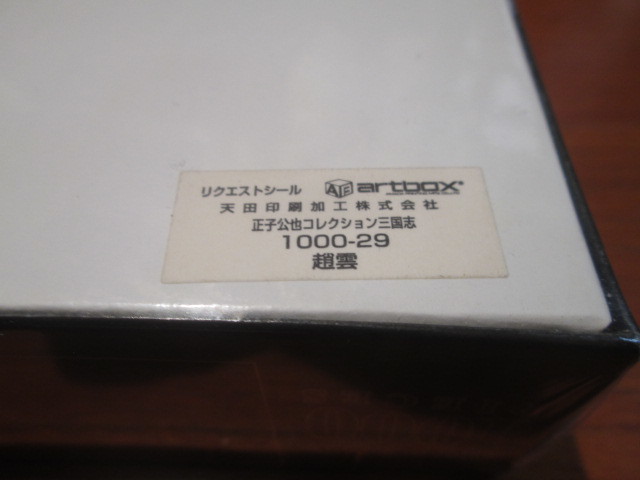 リクエストシール ATE artbox
天田印刷加工株式会社
正子公也コレクション三国志
1000-29
趙雲